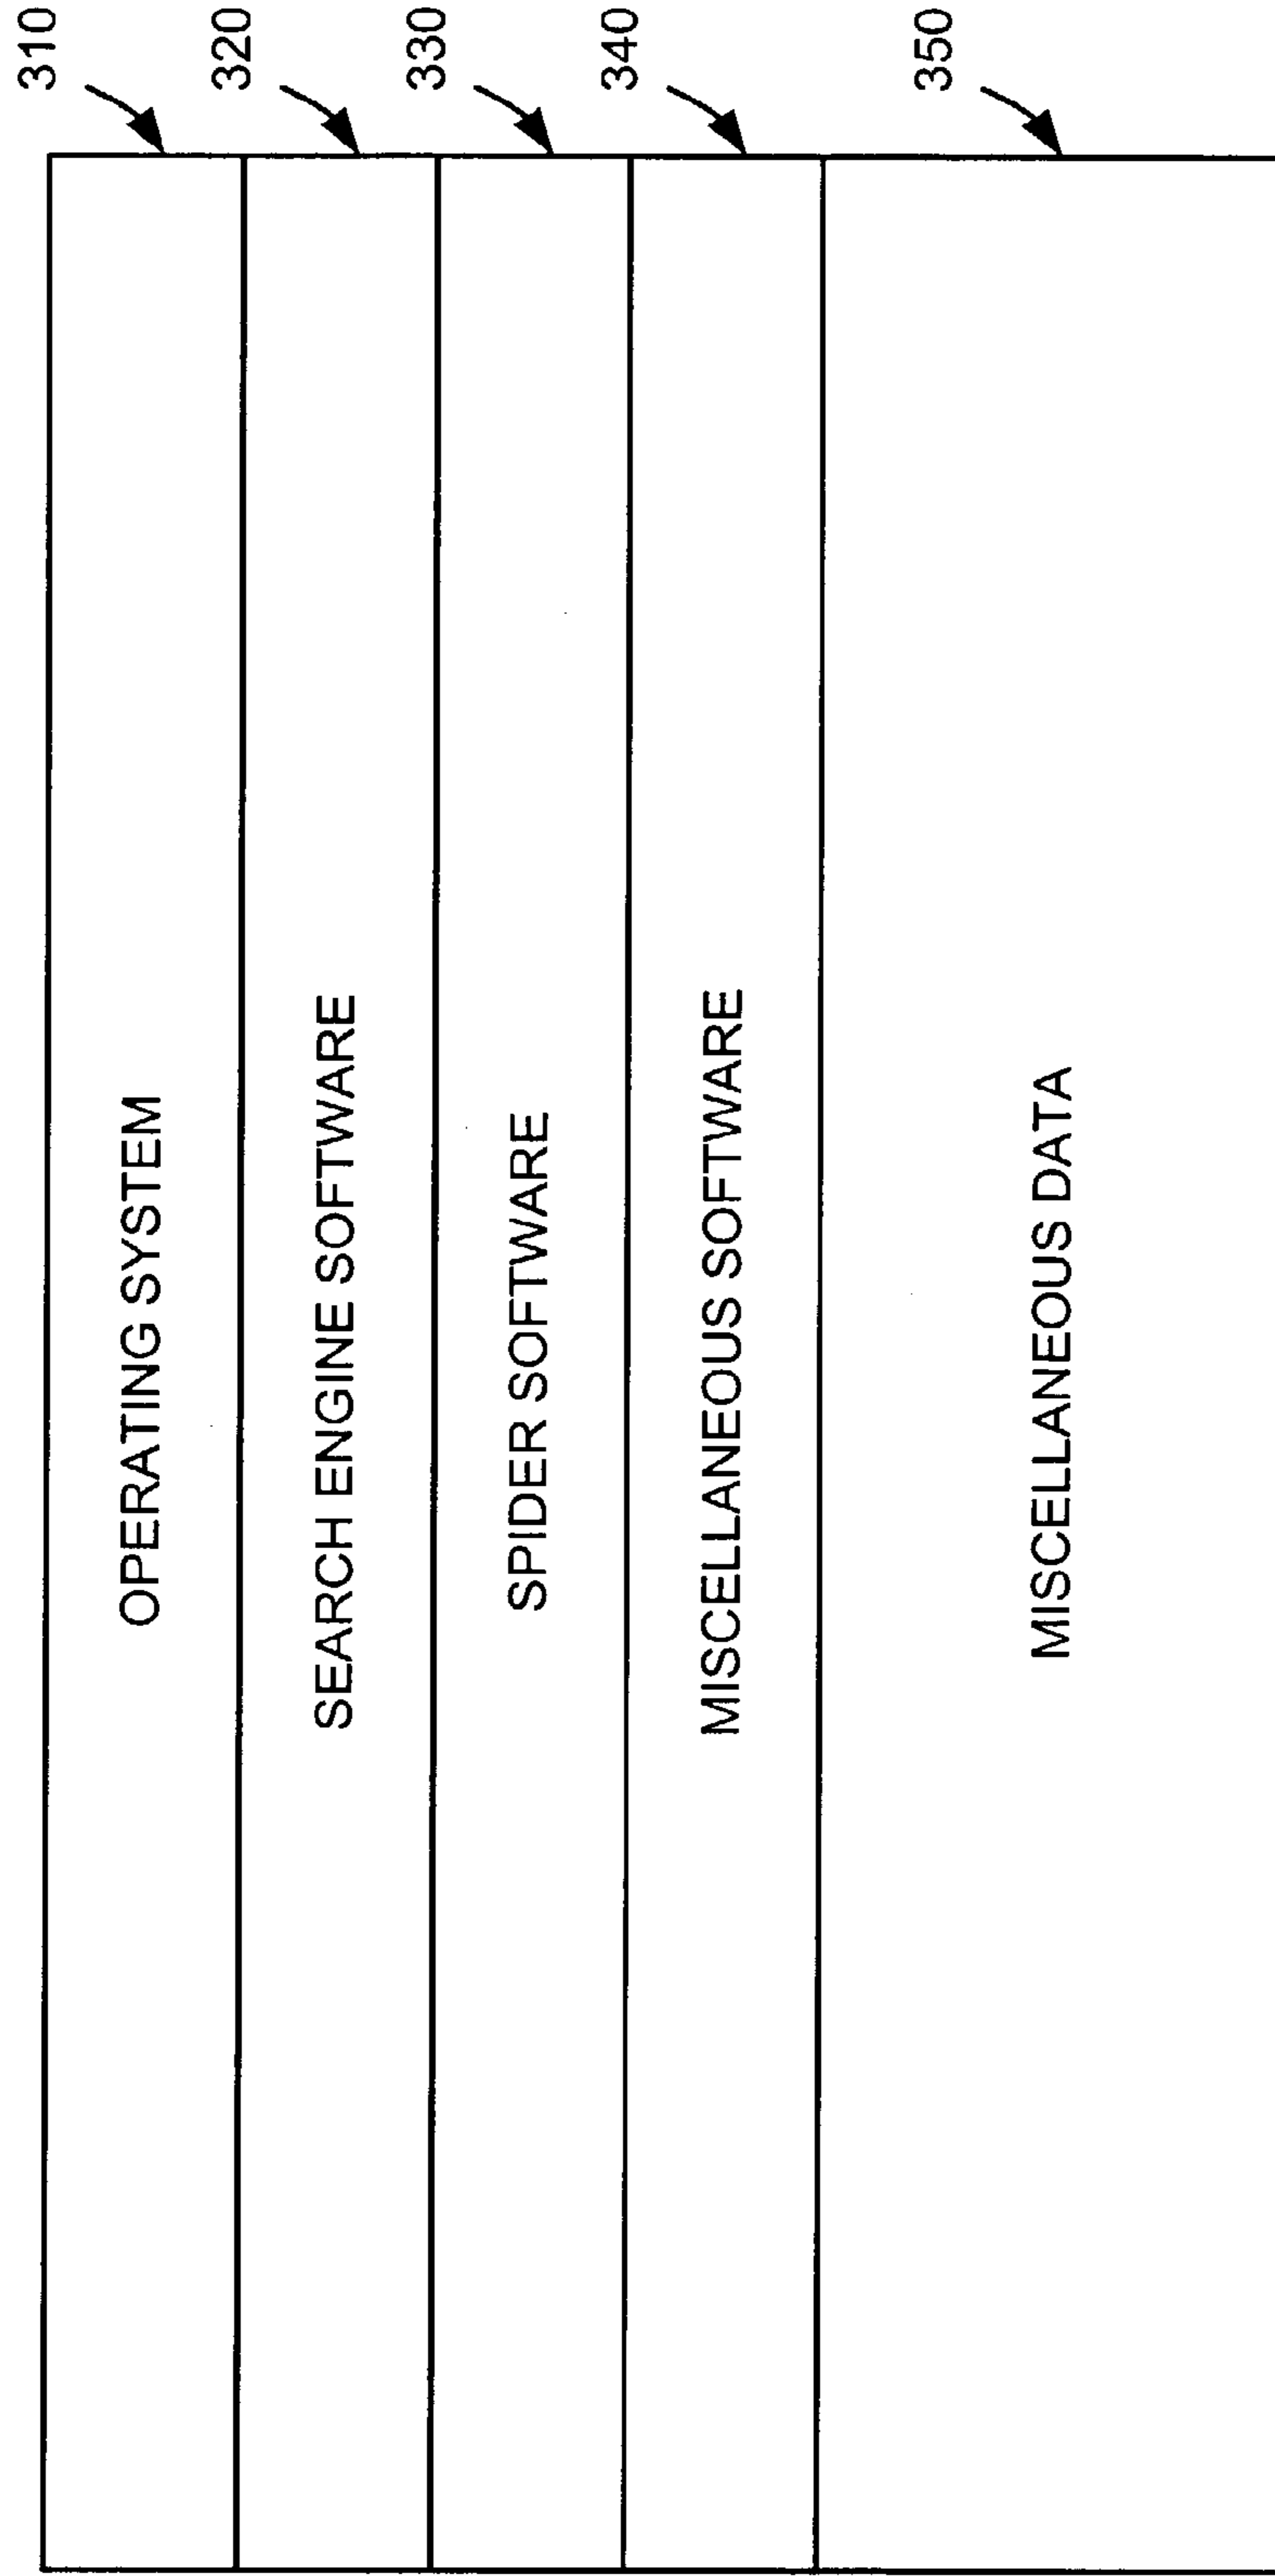 310
OPERATING SYSTEM
320
SEARCH ENGINE SOFTWARE
330
SPIDER SOFTWARE
340
MISCELLANEOUS SOFTWARE
350
MISCELLANEOUS DATA